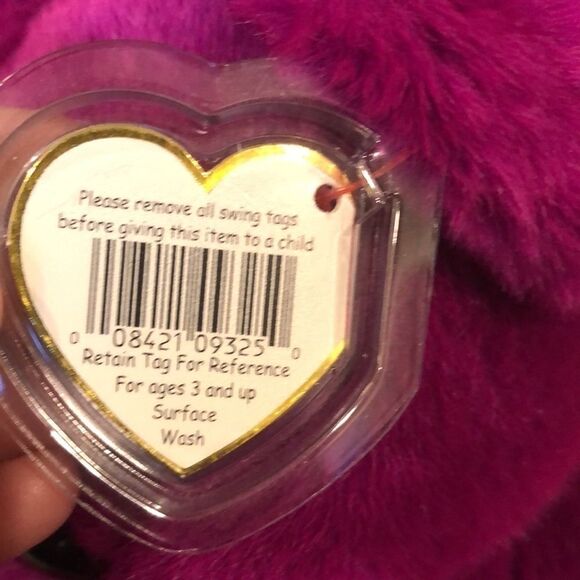 Please remove all swing tags
before giving this item to a child
0 08421 09325 0
Retain Tag For Reference
For ages 3 and up
Surface
Wash